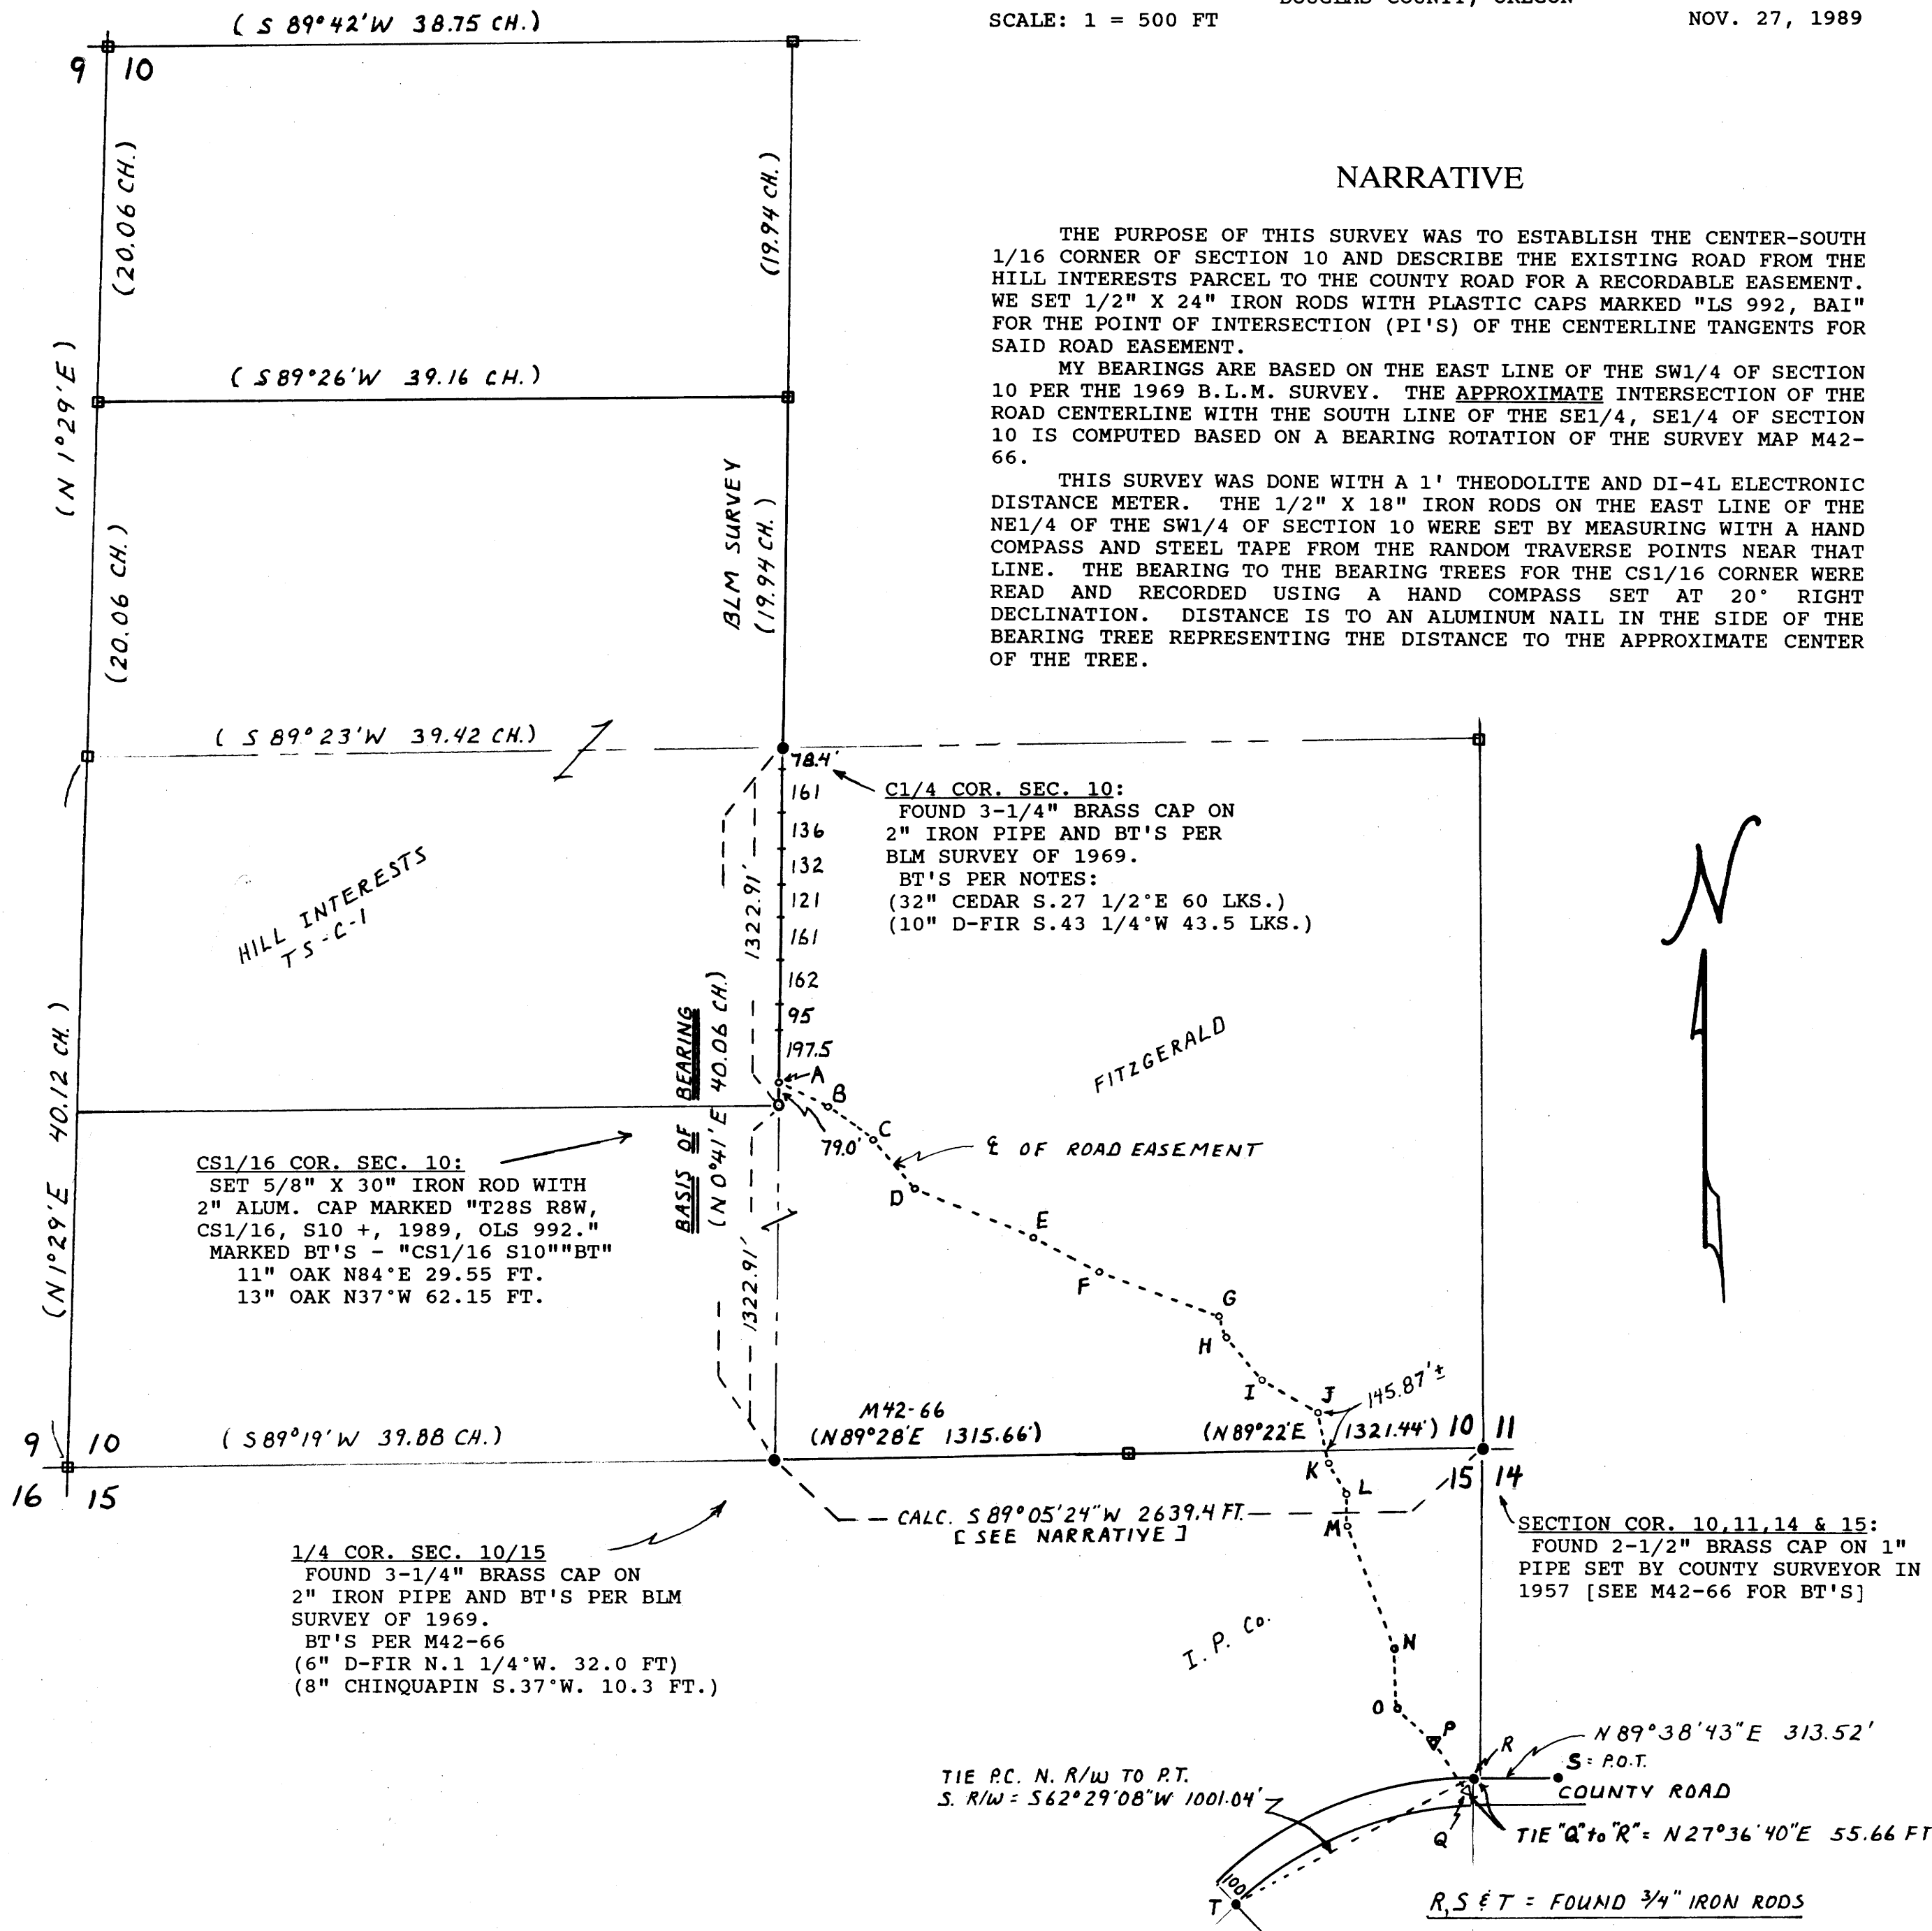 SCALE: 1 = 500 FT
DOUGLAS COUNTY, OREGON
NOV. 27, 1989
( S 89°42'W 38.75 CH.)
9 10
(20.06 CH.)
(19.94 CH.)
(N 1°29'E)
( S89°26'W 39.16 CH.)
(20.06 CH.)
BLM SURVEY
(19.94 CH.)
NARRATIVE
THE PURPOSE OF THIS SURVEY WAS TO ESTABLISH THE CENTER-SOUTH
1/16 CORNER OF SECTION 10 AND DESCRIBE THE EXISTING ROAD FROM THE
HILL INTERESTS PARCEL TO THE COUNTY ROAD FOR A RECORDABLE EASEMENT.
WE SET 1/2" X 24" IRON RODS WITH PLASTIC CAPS MARKED "LS 992, BAI"
FOR THE POINT OF INTERSECTION (PI'S) OF THE CENTERLINE TANGENTS FOR
SAID ROAD EASEMENT.
MY BEARINGS ARE BASED ON THE EAST LINE OF THE SW1/4 OF SECTION
10 PER THE 1969 B.L.M. SURVEY. THE APPROXIMATE INTERSECTION OF THE
ROAD CENTERLINE WITH THE SOUTH LINE OF THE SE1/4, SE1/4 OF SECTION
10 IS COMPUTED BASED ON A BEARING ROTATION OF THE SURVEY MAP M42-
66.
THIS SURVEY WAS DONE WITH A 1' THEODOLITE AND DI-4L ELECTRONIC
DISTANCE METER. THE 1/2" X 18" IRON RODS ON THE EAST LINE OF THE
NE1/4 OF THE SW1/4 OF SECTION 10 WERE SET BY MEASURING WITH A HAND
COMPASS AND STEEL TAPE FROM THE RANDOM TRAVERSE POINTS NEAR THAT
LINE. THE BEARING TO THE BEARING TREES FOR THE CS1/16 CORNER WERE
READ AND RECORDED USING A HAND COMPASS SET AT 20° RIGHT
DECLINATION. DISTANCE IS TO AN ALUMINUM NAIL IN THE SIDE OF THE
BEARING TREE REPRESENTING THE DISTANCE TO THE APPROXIMATE CENTER
OF THE TREE.
( S 89°23'W 39.42 CH.)
78.4'
161
136
132
121
161
162
95
197.5
1322.91'
C1/4 COR. SEC. 10:
FOUND 3-1/4" BRASS CAP ON
2" IRON PIPE AND BT'S PER
BLM SURVEY OF 1969.
BT'S PER NOTES:
(32" CEDAR S.27 1/2°E 60 LKS.)
(10" D-FIR S.43 1/4°W 43.5 LKS.)
HILL INTERESTS
TS-C-1
N
FITZGERALD
BASIS OF BEARING
(N 0°41'E 40.06 CH.)
(N 1°29'E 40.12 CH.)
A
B
C
79.0'
℄ OF ROAD EASEMENT
D
E
F
G
H
I
J
145.87'±
CS1/16 COR. SEC. 10:
SET 5/8" X 30" IRON ROD WITH
2" ALUM. CAP MARKED "T28S R8W,
CS1/16, S10 +, 1989, OLS 992."
MARKED BT'S - "CS1/16 S10""BT"
11" OAK N84°E 29.55 FT.
13" OAK N37°W 62.15 FT.
1322.91'
9 10
16 15
( S89°19'W 39.88 CH.)
M42-66
(N89°28'E 1315.66')
(N89°22'E 1321.44')
10 11
15 14
K
L
M
CALC. S 89°05'24"W 2639.4 FT.
[ SEE NARRATIVE ]
SECTION COR. 10,11,14 & 15:
FOUND 2-1/2" BRASS CAP ON 1"
PIPE SET BY COUNTY SURVEYOR IN
1957 [SEE M42-66 FOR BT'S]
1/4 COR. SEC. 10/15
FOUND 3-1/4" BRASS CAP ON
2" IRON PIPE AND BT'S PER BLM
SURVEY OF 1969.
BT'S PER M42-66
(6" D-FIR N.1 1/4°W. 32.0 FT)
(8" CHINQUAPIN S.37°W. 10.3 FT.)
I. P. Co.
N
O
P
R
N 89°38'43"E 313.52'
S = P.O.T.
COUNTY ROAD
TIE P.C. N. R/W TO P.T.
S. R/W = S62°29'08"W 1001.04'
Q
TIE "Q" to "R" = N 27°36'40"E 55.66 FT
100
T
R, S & T = FOUND 3/4" IRON RODS